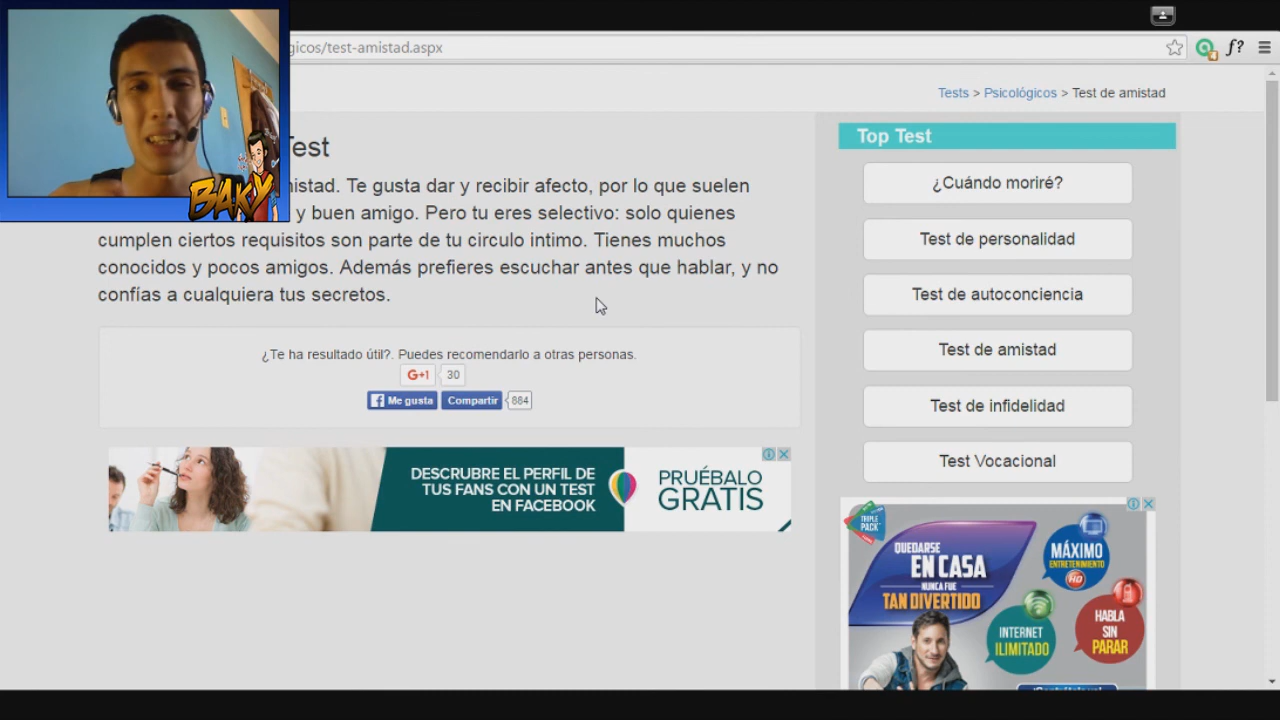 gicos/test-amistad.aspx
f?
Tests > Psicológicos > Test de amistad
BAKY
Test
mistad. Te gusta dar y recibir afecto, por lo que suelen
y buen amigo. Pero tu eres selectivo: solo quienes
cumplen ciertos requisitos son parte de tu circulo intimo. Tienes muchos
conocidos y pocos amigos. Además prefieres escuchar antes que hablar, y no
confías a cualquiera tus secretos.
¿Te ha resultado útil?. Puedes recomendarlo a otras personas.
G+1 30
Me gusta Compartir 884
DESCRUBRE EL PERFIL DE
TUS FANS CON UN TEST
EN FACEBOOK
PRUÉBALO
GRATIS
Top Test
¿Cuándo moriré?
Test de personalidad
Test de autoconciencia
Test de amistad
Test de infidelidad
Test Vocacional
TRIPLE
PACK
QUEDARSE
EN CASA
NUNCA FUE
TAN DIVERTIDO
MÁXIMO
ENTRETENIMIENTO
HD
INTERNET
ILIMITADO
HABLA
SIN
PARAR